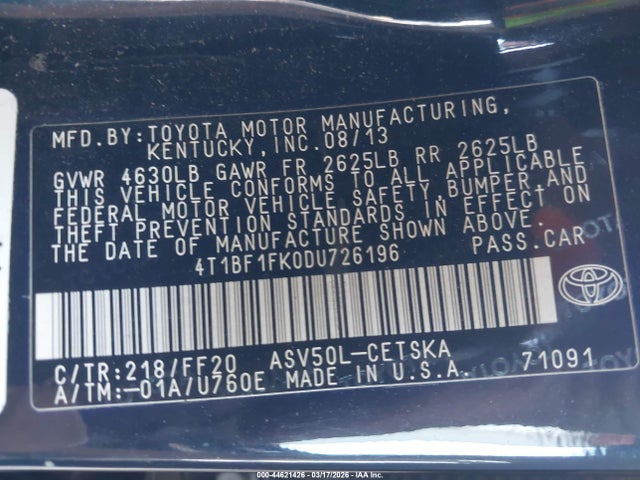 MFD.BY:TOYOTA MOTOR MANUFACTURING,
KENTUCKY,INC.08/13
GVWR 4630LB GAWR FR 2625LB RR 2625LB
THIS VEHICLE CONFORMS TO ALL APPLICABLE
FEDERAL MOTOR VEHICLE SAFETY,BUMPER,AND
THEFT PREVENTION STANDARDS IN EFFECT ON
THE DATE OF MANUFACTURE SHOWN ABOVE.
4T1BF1FK0DU726196 PASS.CAR
C/TR:218/FF20 ASV50L-CETSKA
A/TM:-01A/U760E MADE IN U.S.A. 71091
000-44621426 | 03/17/2026 | IAA Inc.